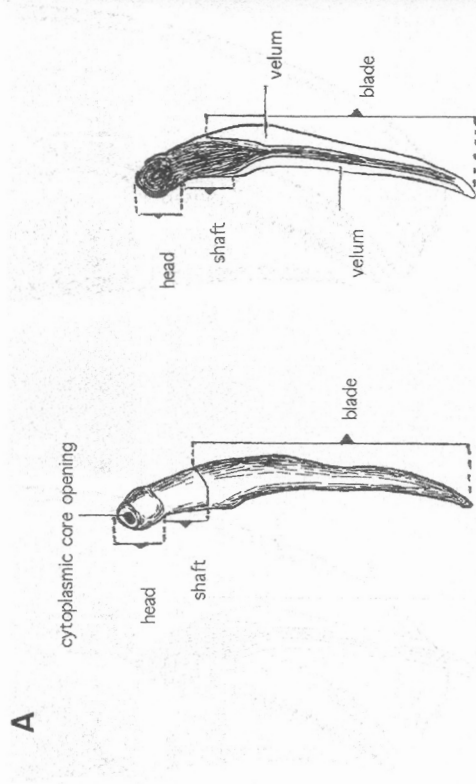 A
cytoplasmic core opening
head
shaft
blade
head
shaft
velum
velum
blade